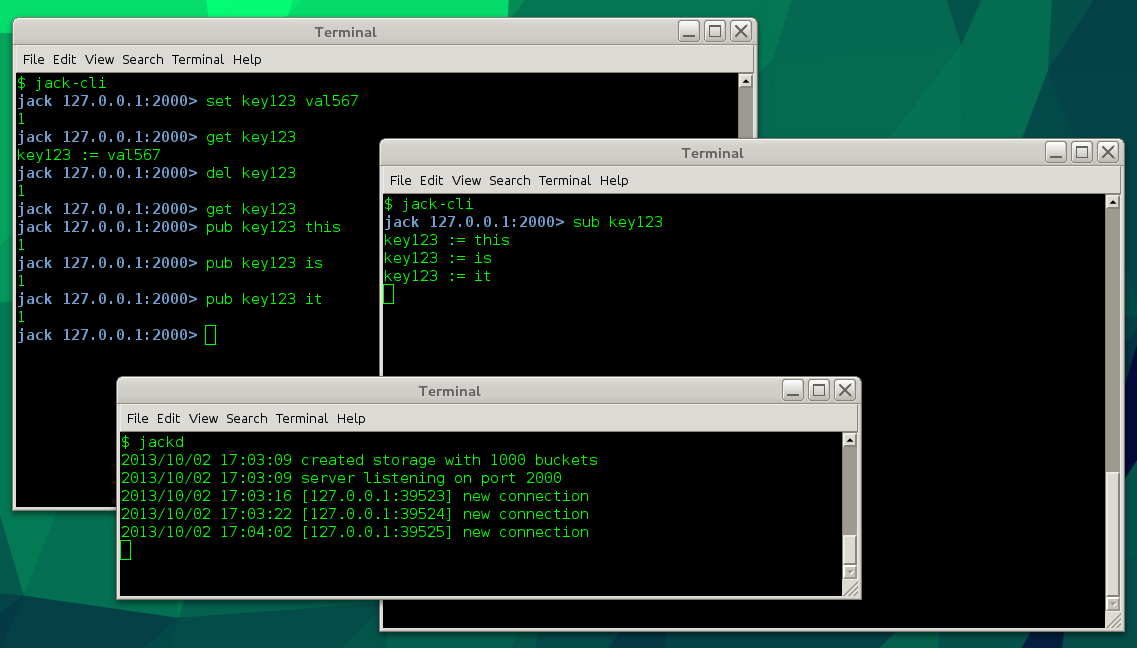 Terminal
File Edit View Search Terminal Help
$ jack-cli
jack 127.0.0.1:2000> set key123 val567
1
jack 127.0.0.1:2000> get key123
key123 := val567
jack 127.0.0.1:2000> del key123
1
jack 127.0.0.1:2000> get key123
jack 127.0.0.1:2000> pub key123 this
1
jack 127.0.0.1:2000> pub key123 is
1
jack 127.0.0.1:2000> pub key123 it
1
jack 127.0.0.1:2000>
Terminal
File Edit View Search Terminal Help
$ jack-cli
jack 127.0.0.1:2000> sub key123
key123 := this
key123 := is
key123 := it
Terminal
File Edit View Search Terminal Help
$ jackd
2013/10/02 17:03:09 created storage with 1000 buckets
2013/10/02 17:03:09 server listening on port 2000
2013/10/02 17:03:16 [127.0.0.1:39523] new connection
2013/10/02 17:03:22 [127.0.0.1:39524] new connection
2013/10/02 17:04:02 [127.0.0.1:39525] new connection